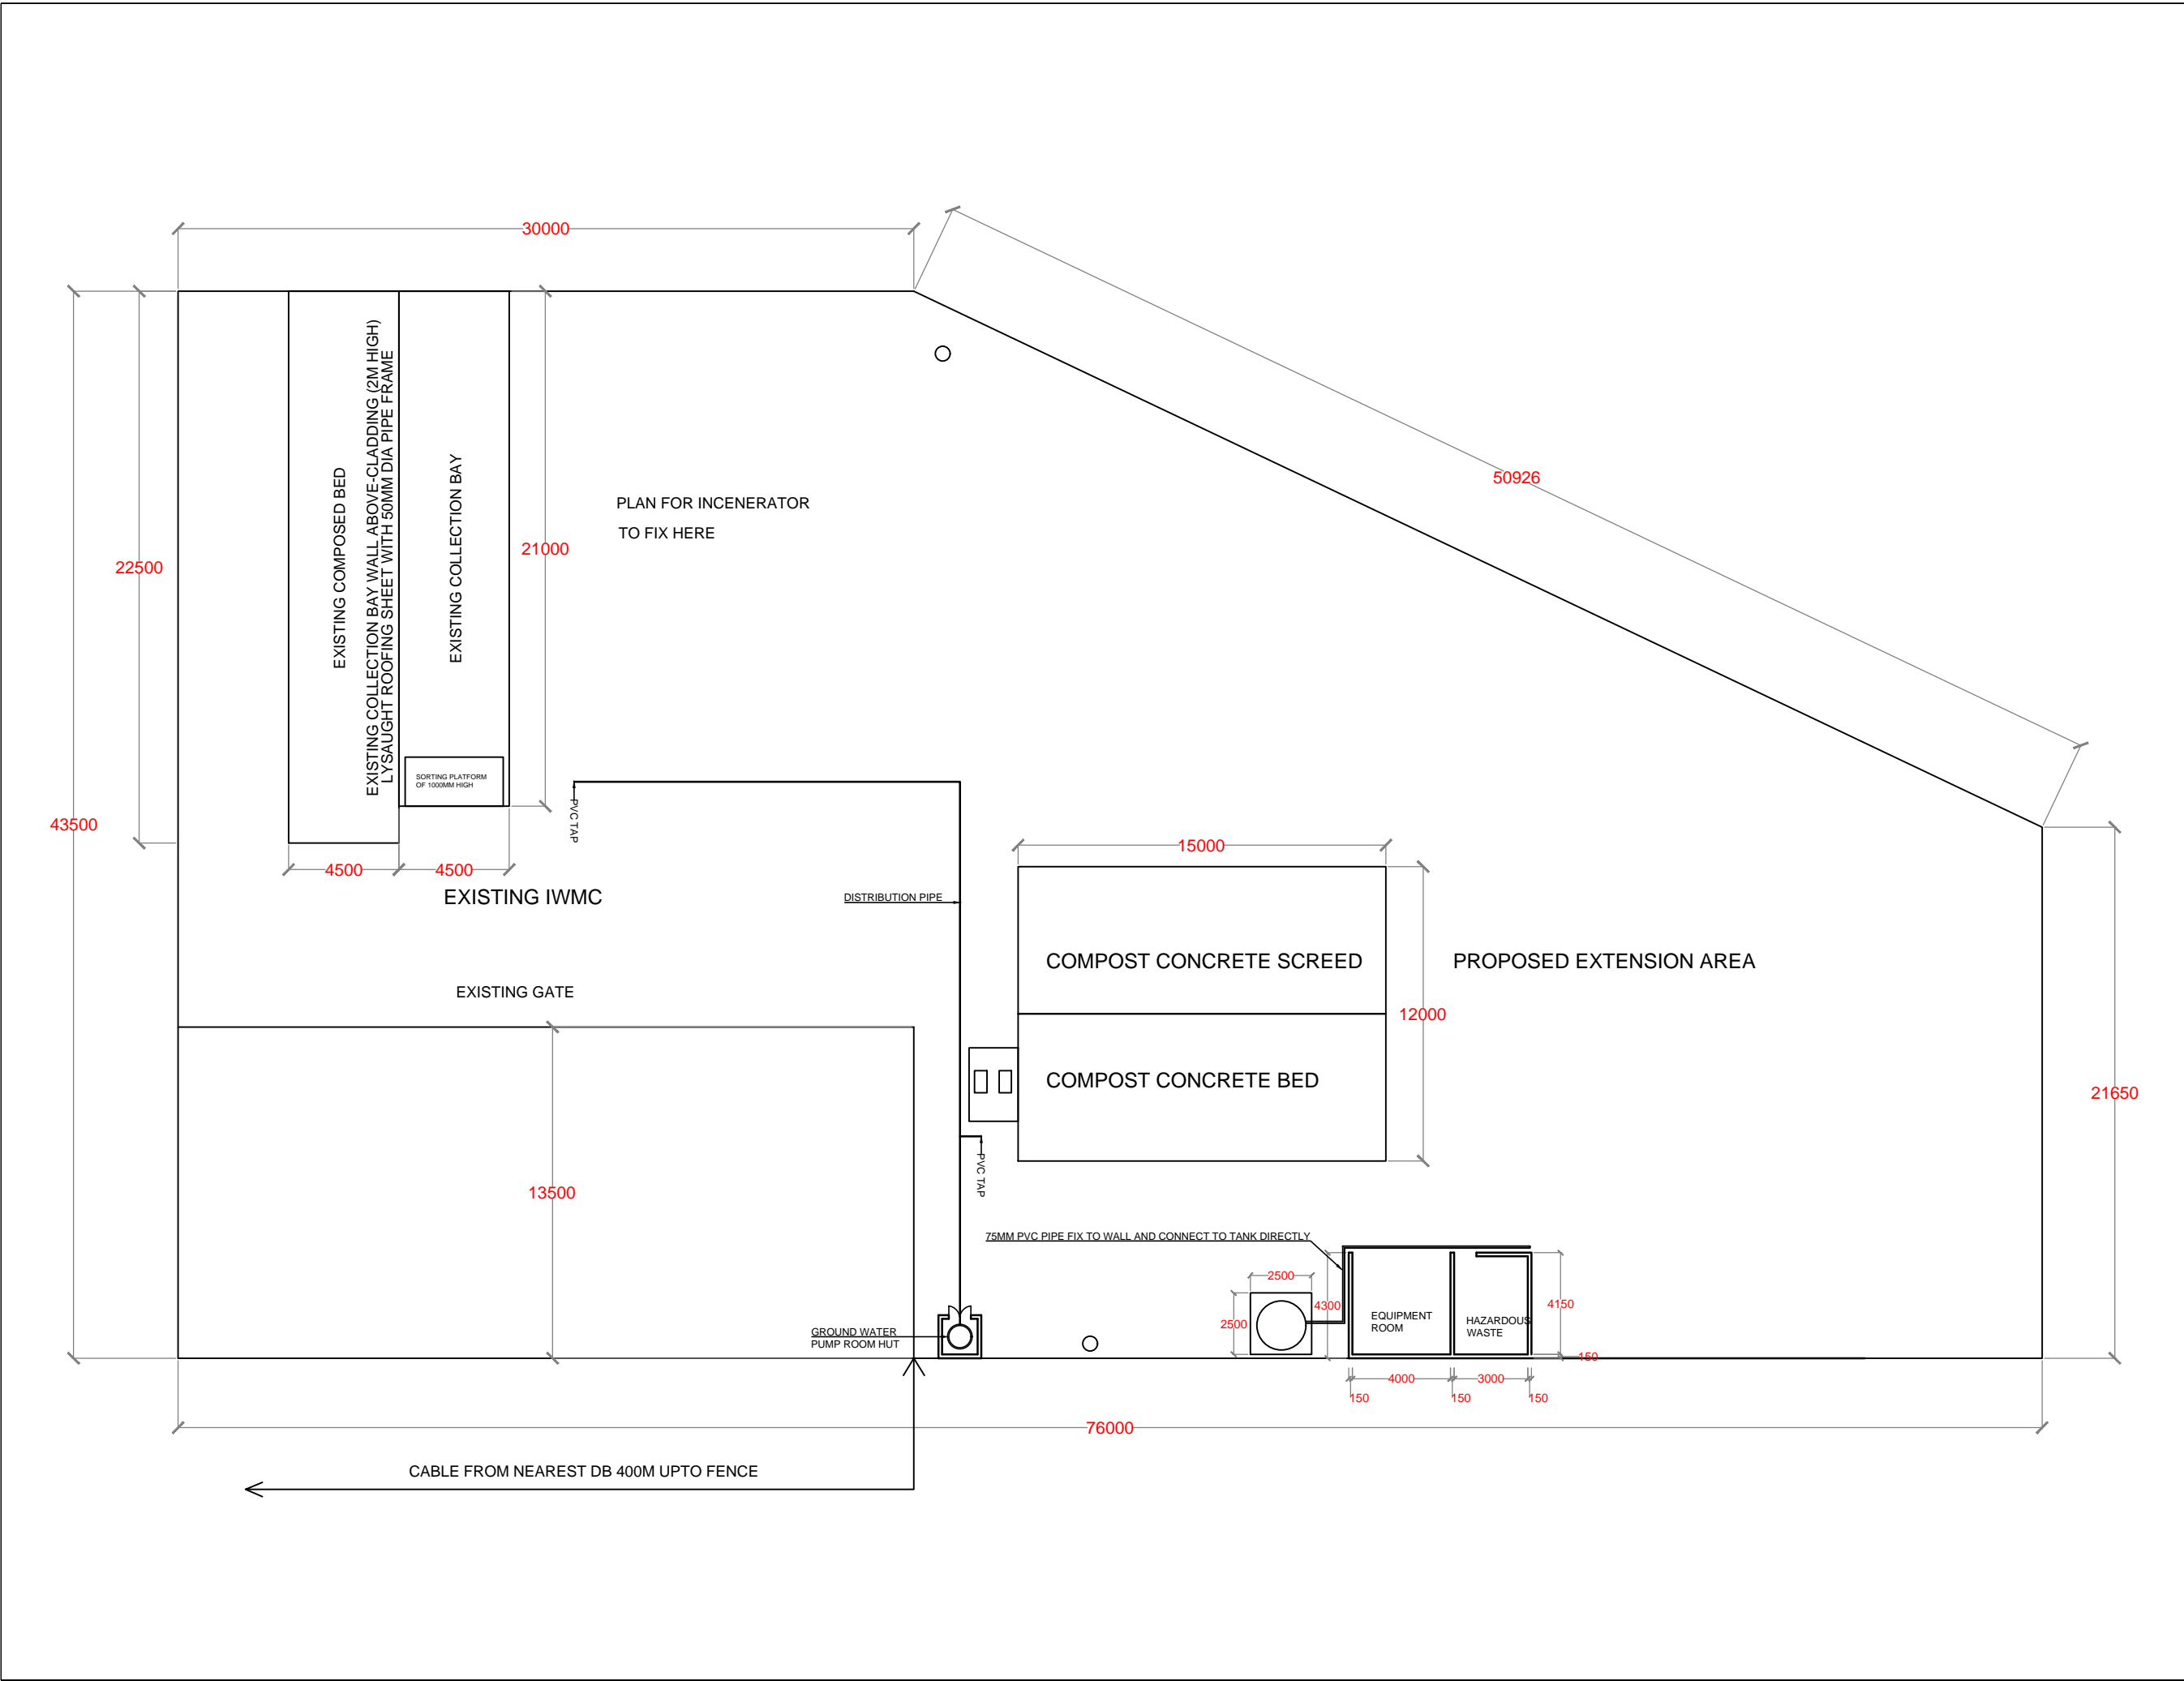 30000
50926
EXISTING COMPOSED BED
EXISTING COLLECTION BAY WALL ABOVE-CLADDING (2M HIGH)
LYSAUGHT ROOFING SHEET WITH 50MM DIA PIPE FRAME
EXISTING COLLECTION BAY
PLAN FOR INCENERATOR
TO FIX HERE
21000
22500
SORTING PLATFORM
OF 1000MM HIGH
PVC TAP
43500
15000
4500
4500
EXISTING IWMC
DISTRIBUTION PIPE
COMPOST CONCRETE SCREED
PROPOSED EXTENSION AREA
EXISTING GATE
12000
COMPOST CONCRETE BED
21650
PVC TAP
13500
75MM PVC PIPE FIX TO WALL AND CONNECT TO TANK DIRECTLY
2500
2500
4300
4150
EQUIPMENT
ROOM
HAZARDOUS
WASTE
GROUND WATER
PUMP ROOM HUT
150
4000
3000
150
150
150
76000
CABLE FROM NEAREST DB 400M UPTO FENCE